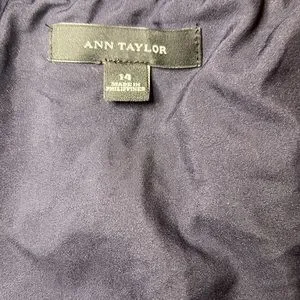 ANN TAYLOR
14
MADE IN
PHILIPPINES